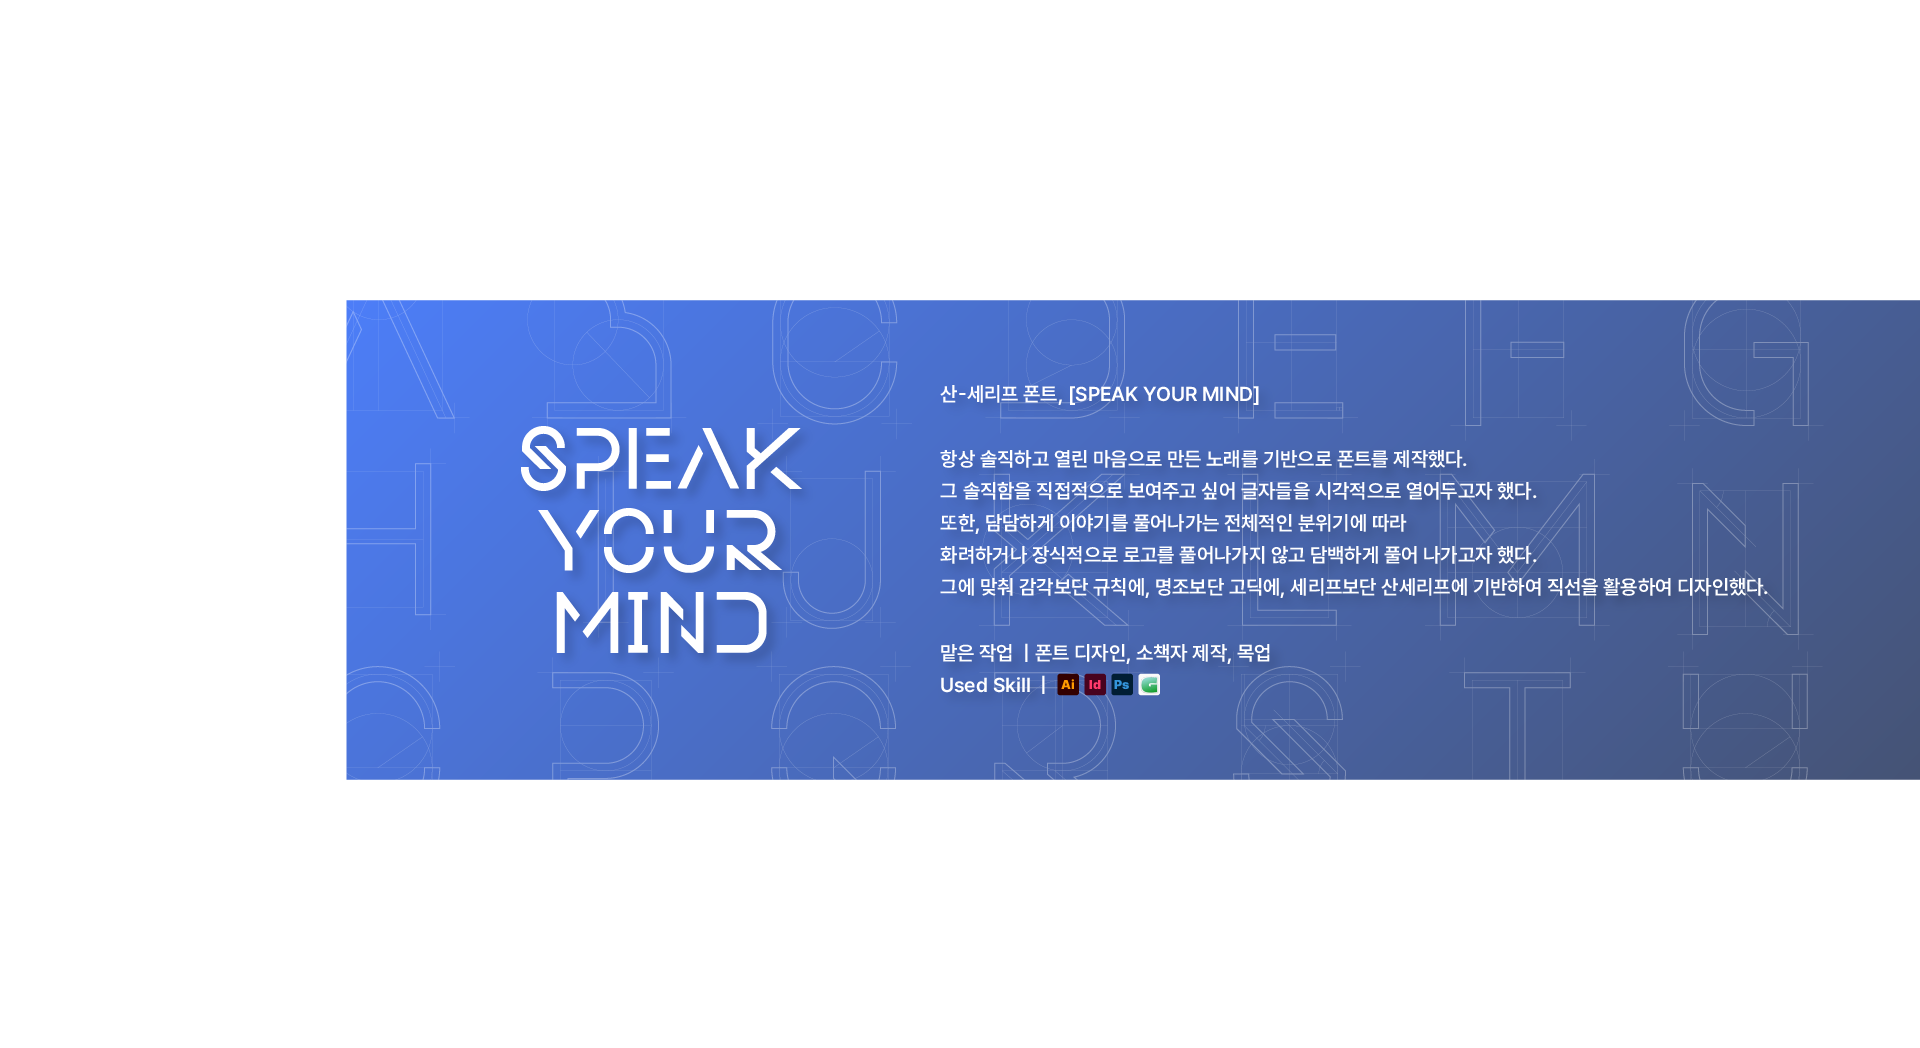 SPEAK
YOUR
MIND
산-세리프 폰트, [SPEAK YOUR MIND]
항상 솔직하고 열린 마음으로 만든 노래를 기반으로 폰트를 제작했다.
그 솔직함을 직접적으로 보여주고 싶어 글자들을 시각적으로 열어두고자 했다.
또한, 담담하게 이야기를 풀어나가는 전체적인 분위기에 따라
화려하거나 장식적으로 로고를 풀어나가지 않고 담백하게 풀어 나가고자 했다.
그에 맞춰 감각보단 규칙에, 명조보단 고딕에, 세리프보단 산세리프에 기반하여 직선을 활용하여 디자인했다.
맡은 작업 | 폰트 디자인, 소책자 제작, 목업
Used Skill | Ai Id Ps